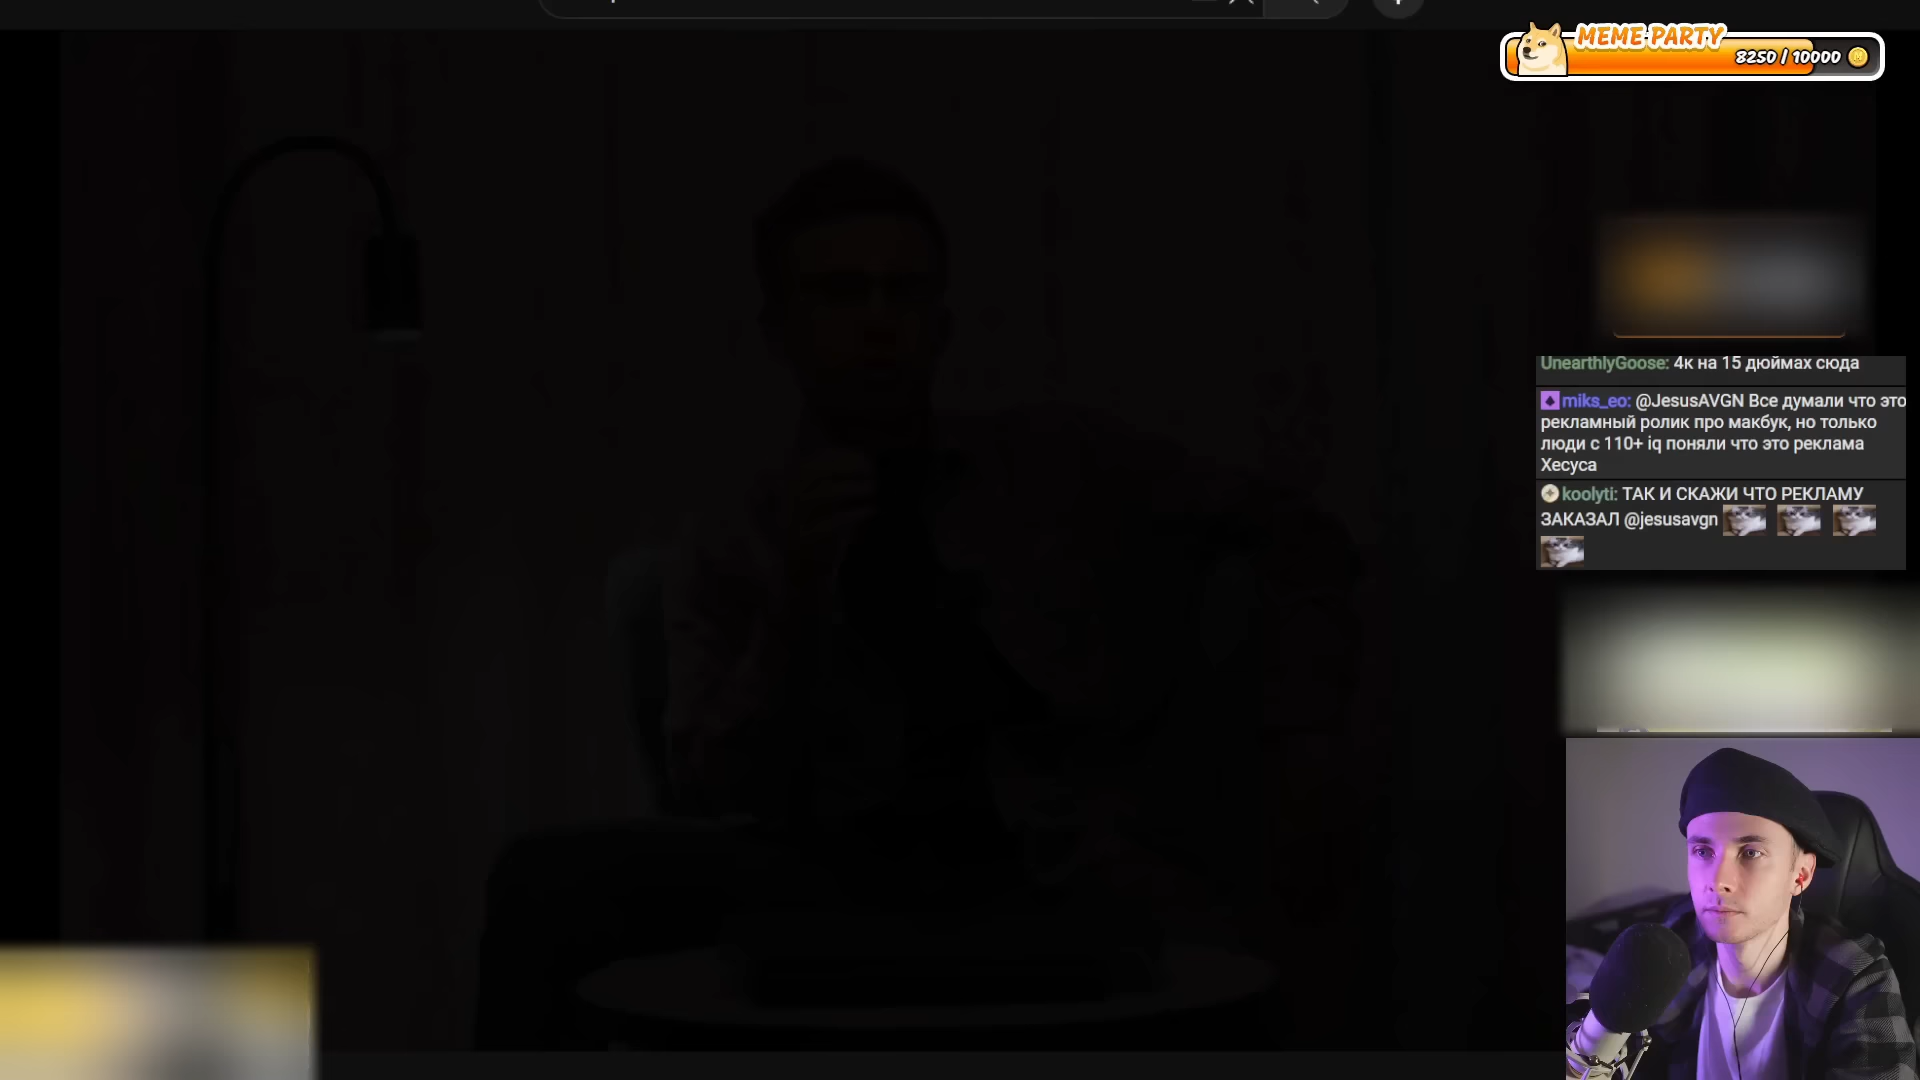 MEME PARTY
8250 / 10000
UnearthlyGoose: 4к на 15 дюймах сюда
miks_eo: @JesusAVGN Все думали что это
рекламный ролик про макбук, но только
люди с 110+ iq поняли что это реклама
Хесуса
koolyti: ТАК И СКАЖИ ЧТО РЕКЛАМУ
ЗАКАЗАЛ @jesusavgn